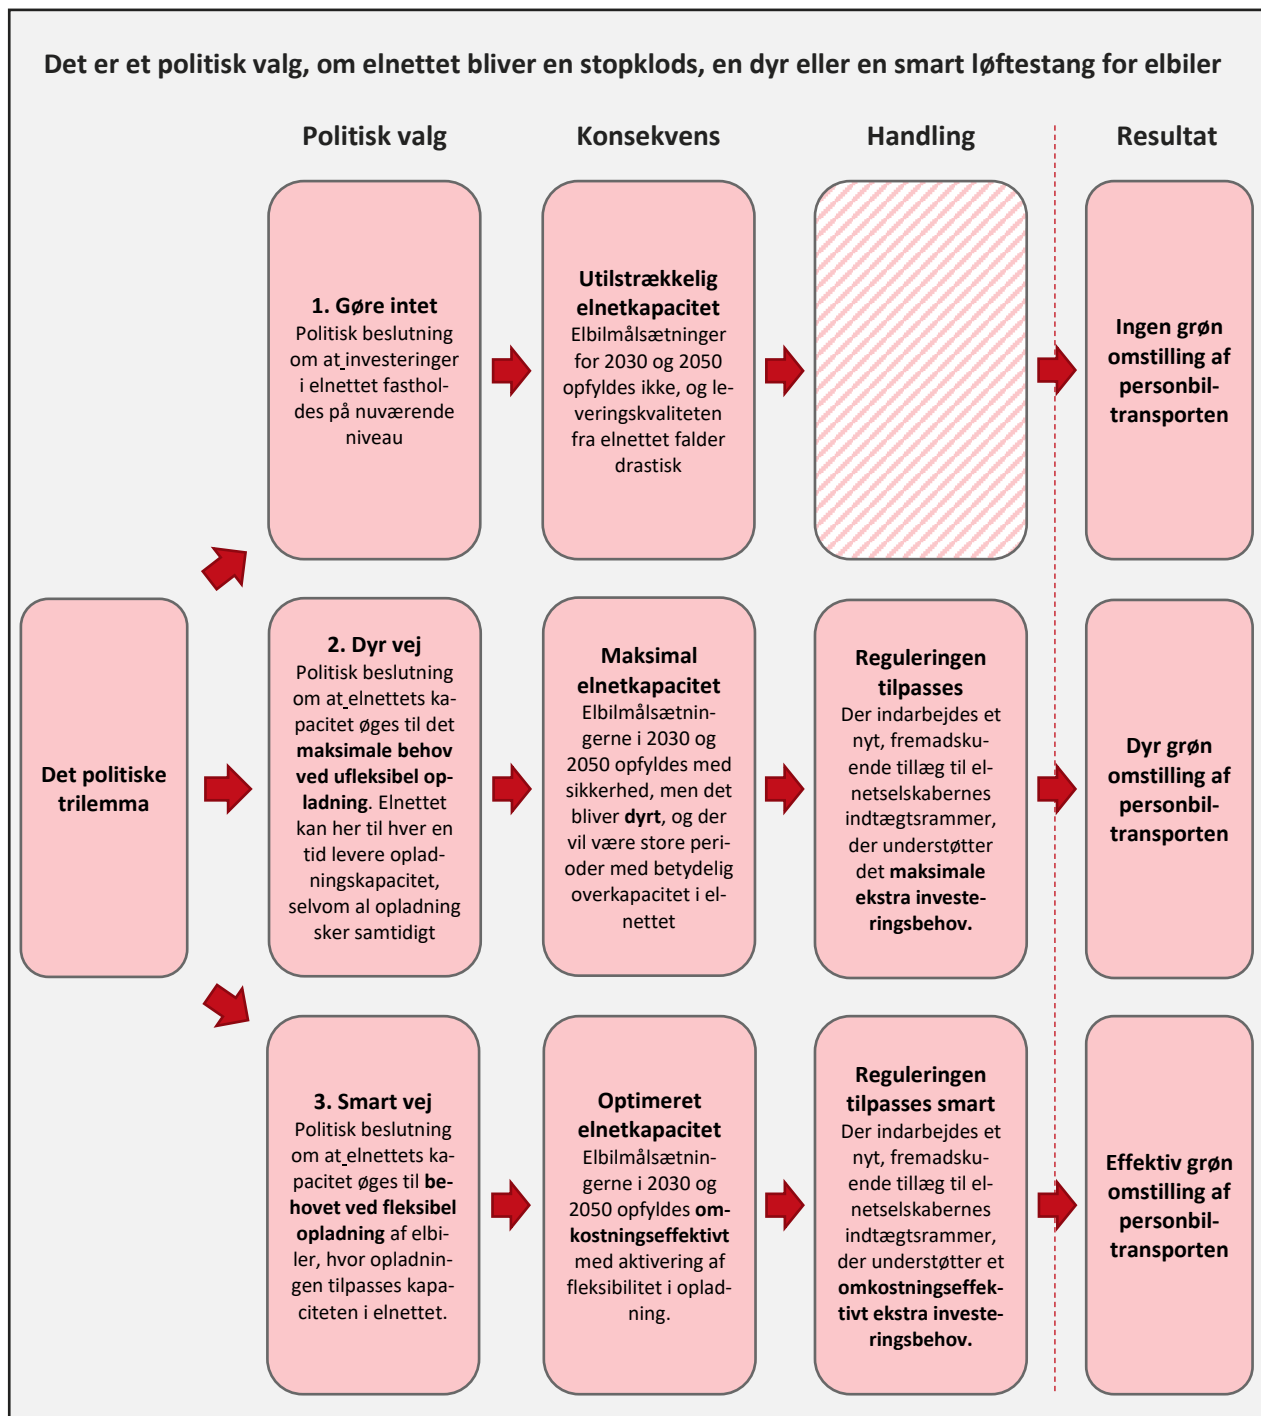 Det er et politisk valg, om elnettet bliver en stopklods, en dyr eller en smart løftestang for elbiler
Politisk valg
Konsekvens
Handling
Resultat
1. Gøre intet
Politisk beslutning
om at investeringer
i elnettet fasthol-
des på nuværende
niveau
Utilstrækkelig
elnetkapacitet
Elbilmålsætninger
for 2030 og 2050
opfyldes ikke, og le-
veringskvaliteten
fra elnettet falder
drastisk
Ingen grøn
omstilling af
personbil-
transporten
Det politiske
trilemma
2. Dyr vej
Politisk beslutning
om at elnettets ka-
pacitet øges til det
maksimale behov
ved ufleksibel op-
ladning. Elnettet
kan her til hver en
tid levere oplad-
ningskapacitet,
selvom al opladning
sker samtidigt
Maksimal
elnetkapacitet
Elbilmålsætnin-
gerne i 2030 og
2050 opfyldes med
sikkerhed, men det
bliver dyrt, og der
vil være store peri-
oder med betydelig
overkapacitet i el-
nettet
Reguleringen
tilpasses
Der indarbejdes et
nyt, fremadsku-
ende tillæg til el-
netselskabernes
indtægtsrammer,
der understøtter
det maksimale
ekstra investe-
ringsbehov.
Dyr grøn
omstilling af
personbil-
transporten
3. Smart vej
Politisk beslutning
om at elnettets ka-
pacitet øges til be-
hovet ved fleksibel
opladning af elbi-
ler, hvor opladnin-
gen tilpasses kapa-
citeten i elnettet.
Optimeret
elnetkapacitet
Elbilmålsætnin-
gerne i 2030 og
2050 opfyldes om-
kostningseffektivt
med aktivering af
fleksibilitet i oplad-
ning.
Reguleringen
tilpasses smart
Der indarbejdes et
nyt, fremadsku-
ende tillæg til el-
netselskabernes
indtægtsrammer,
der understøtter et
omkostningseffek-
tivt ekstra investe-
ringsbehov.
Effektiv grøn
omstilling af
personbil-
transporten